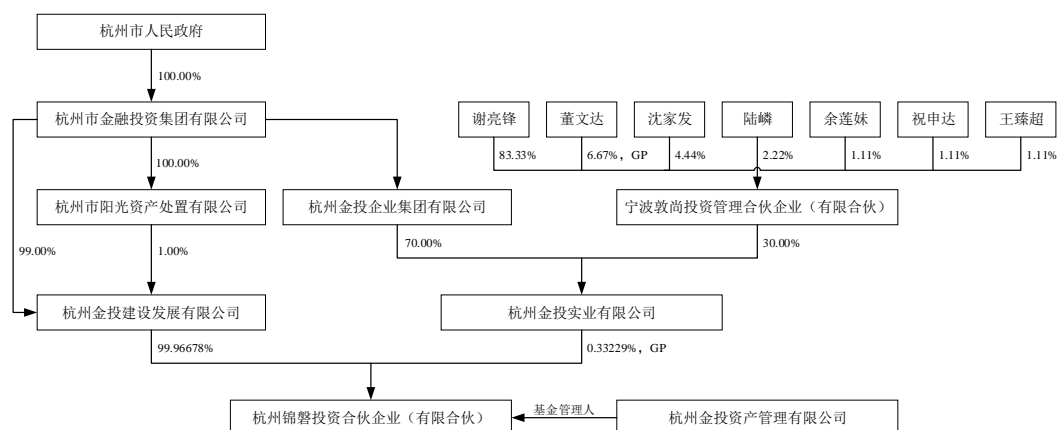 杭州市人民政府
100.00%
杭州市金融投资集团有限公司
谢亮锋
董文达
沈家发
陆嶙
余莲妹
祝申达
王臻超
83.33%
6.67%，GP
4.44%
2.22%
1.11%
1.11%
1.11%
100.00%
杭州市阳光资产处置有限公司
杭州金投企业集团有限公司
宁波敦尚投资管理合伙企业（有限合伙）
99.00%
1.00%
70.00%
30.00%
杭州金投建设发展有限公司
杭州金投实业有限公司
99.96678%
0.33229%，GP
杭州锦磐投资合伙企业（有限合伙）
基金管理人
杭州金投资产管理有限公司